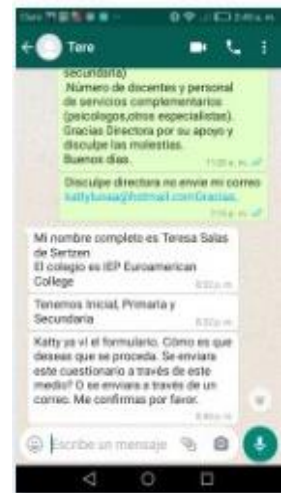 Tere
secundaria)
Número de docentes y personal
de servicios complementarios
(psicologos,otros especialistas).
Gracias Directora por su apoyo y
disculpe las molestias.
Buenos días.
Disculpe directora no envie mi correo
Mi nombre completo es Teresa Salas
de Sertzen
El colegio es IEP Euroamerican
College
Tenemos Inicial, Primaria y
Secundaria
Katty ya vi el formulario. Cómo es que
deseas que se proceda. Se enviara
este cuestionario a través de este
medio? O se enviara a través de un
correo. Me confirmas por favor.
Escribe un mensaje